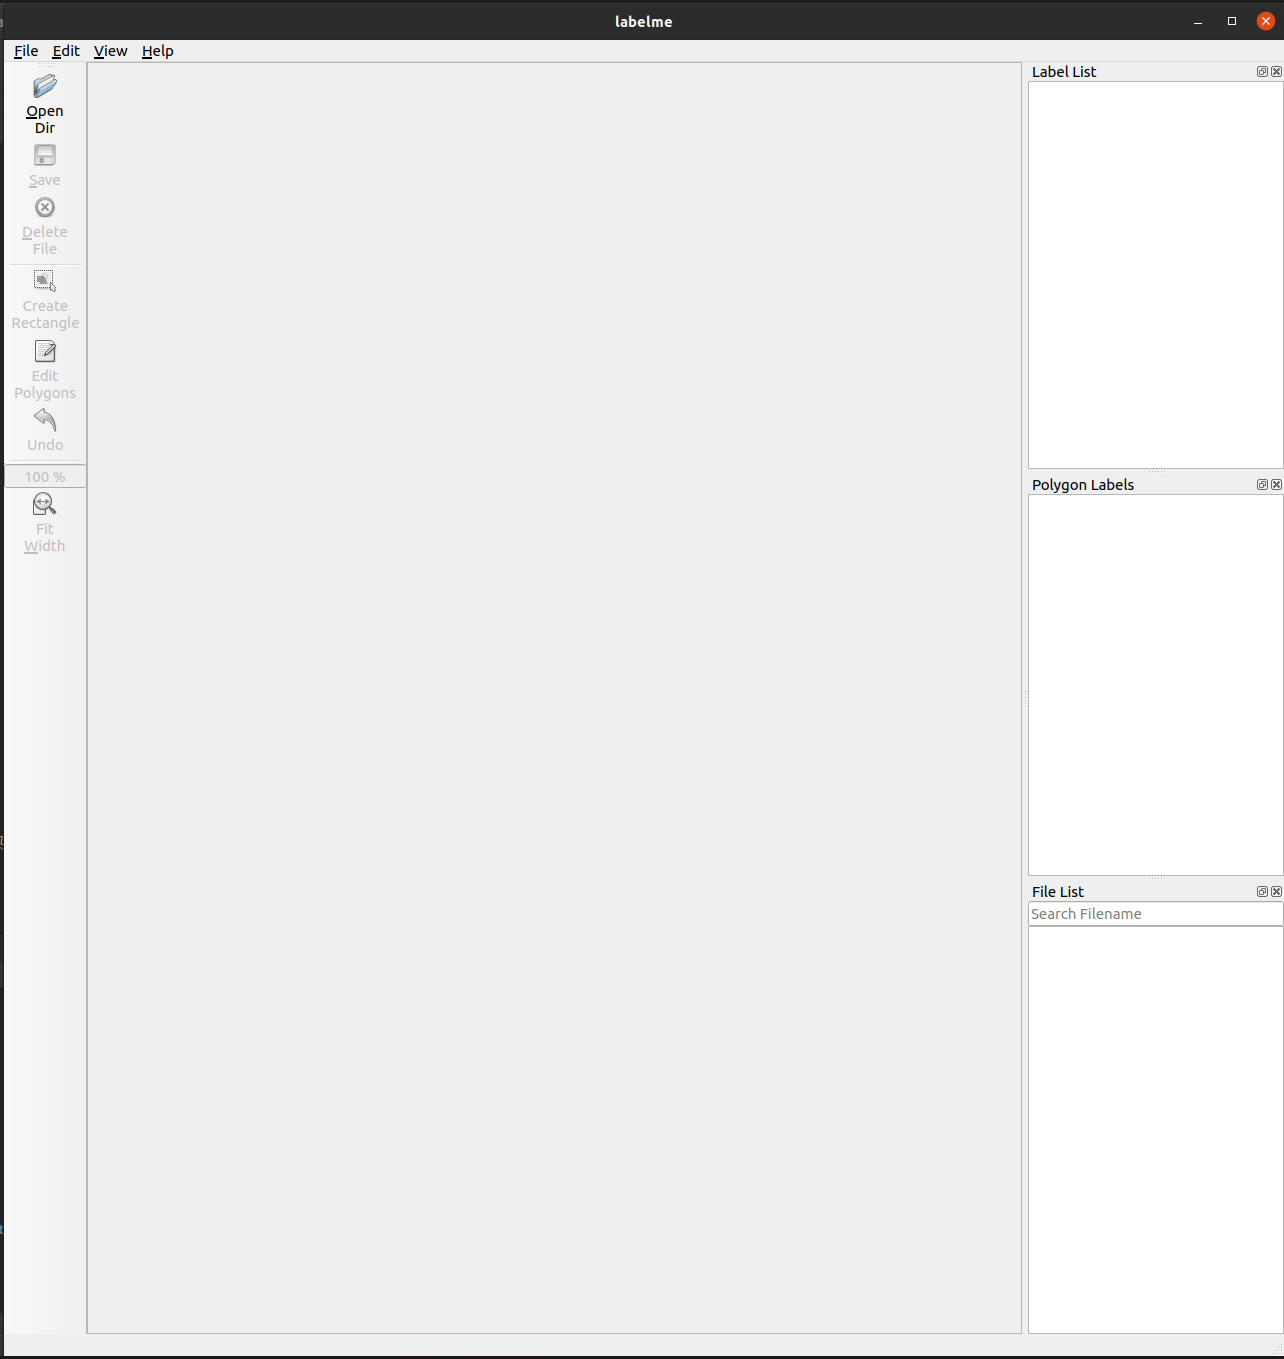 labelme
File Edit View Help
Open
Dir
Save
Delete
File
Create
Rectangle
Edit
Polygons
Undo
100 %
Fit
Width
Label List
Polygon Labels
File List
Search Filename